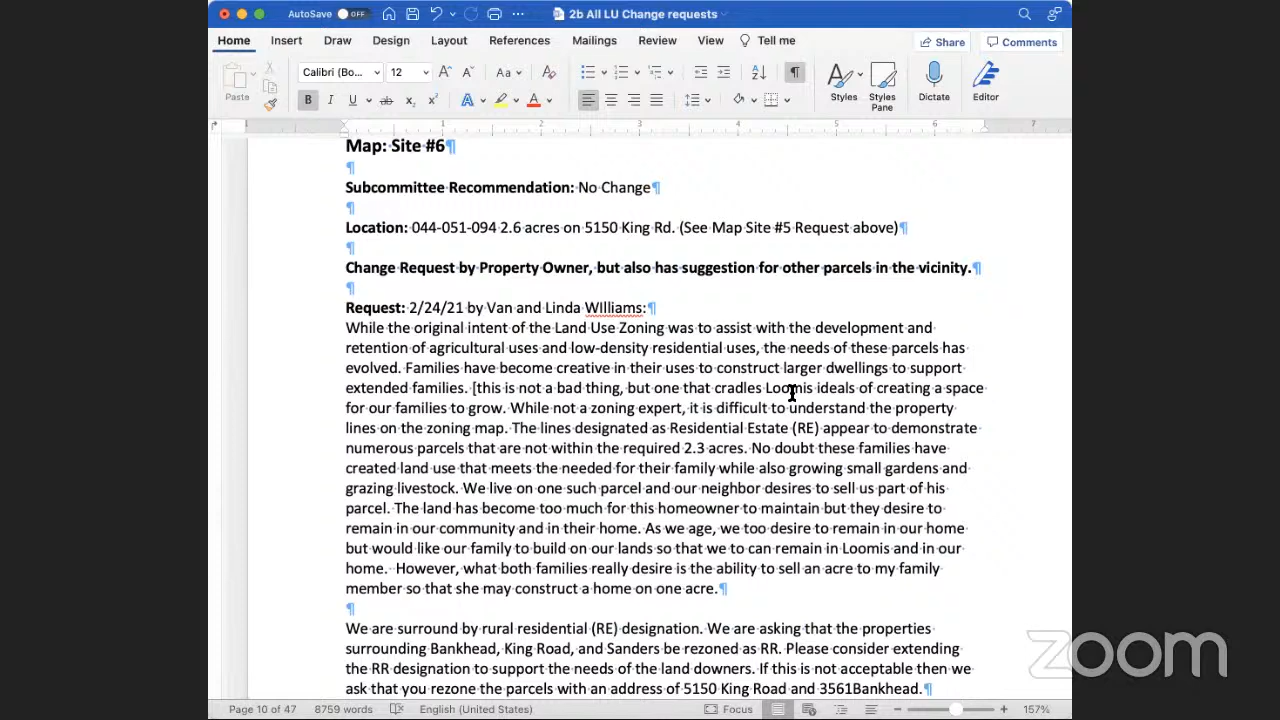 AutoSave OFF 2b All LU Change requests
Home Insert Draw Design Layout References Mailings Review View Tell me Share Comments
Calibri (Bo... 12 Aa
Paste B I U ab x₂ x² A A Styles Styles Pane Dictate Editor
1 1 2 3 4 5 6 7
Map: Site #6¶
¶
Subcommittee Recommendation: No Change¶
¶
Location: 044-051-094 2.6 acres on 5150 King Rd. (See Map Site #5 Request above)¶
¶
Change Request by Property Owner, but also has suggestion for other parcels in the vicinity.¶
¶
Request: 2/24/21 by Van and Linda WIlliams:¶
While the original intent of the Land Use Zoning was to assist with the development and
retention of agricultural uses and low-density residential uses, the needs of these parcels has
evolved. Families have become creative in their uses to construct larger dwellings to support
extended families. [this is not a bad thing, but one that cradles Loomis ideals of creating a space
for our families to grow. While not a zoning expert, it is difficult to understand the property
lines on the zoning map. The lines designated as Residential Estate (RE) appear to demonstrate
numerous parcels that are not within the required 2.3 acres. No doubt these families have
created land use that meets the needed for their family while also growing small gardens and
grazing livestock. We live on one such parcel and our neighbor desires to sell us part of his
parcel. The land has become too much for this homeowner to maintain but they desire to
remain in our community and in their home. As we age, we too desire to remain in our home
but would like our family to build on our lands so that we to can remain in Loomis and in our
home. However, what both families really desire is the ability to sell an acre to my family
member so that she may construct a home on one acre.¶
¶
We are surround by rural residential (RE) designation. We are asking that the properties
surrounding Bankhead, King Road, and Sanders be rezoned as RR. Please consider extending
the RR designation to support the needs of the land downers. If this is not acceptable then we
ask that you rezone the parcels with an address of 5150 King Road and 3561Bankhead.¶
Page 10 of 47 8759 words English (United States) Focus 157%
zoom